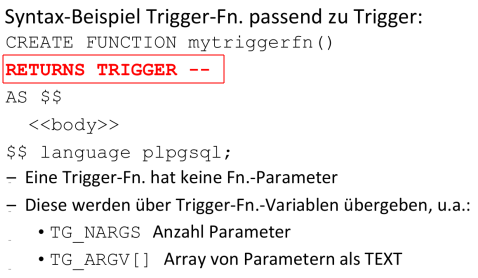 Syntax-Beispiel Trigger-Fn. passend zu Trigger:
CREATE FUNCTION mytriggerfn()
RETURNS TRIGGER --
AS $$
<<body>>
$$ language plpgsql;
– Eine Trigger-Fn. hat keine Fn.-Parameter
– Diese werden über Trigger-Fn.-Variablen übergeben, u.a.:
• TG_NARGS Anzahl Parameter
• TG_ARGV[] Array von Parametern als TEXT